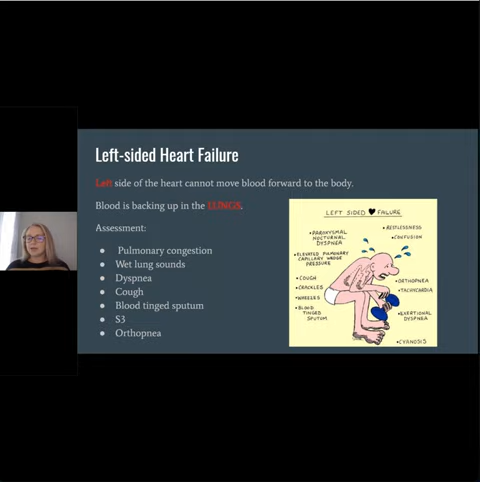 Left-sided Heart Failure
Left side of the heart cannot move blood forward to the body.
Blood is backing up in the LUNGS.
Assessment:
● Pulmonary congestion
● Wet lung sounds
● Dyspnea
● Cough
● Blood tinged sputum
● S3
● Orthopnea
LEFT SIDED FAILURE
• PAROXYSMAL
NOCTURNAL
DYSPNEA
• ELEVATED PULMONARY
CAPILLARY WEDGE
PRESSURE
• COUGH
• CRACKLES
• WHEEZES
• BLOOD
TINGED
SPUTUM
• RESTLESSNESS
• CONFUSION
• ORTHOPNEA
• TACHYCARDIA
• EXERTIONAL
DYSPNEA
• CYANOSIS